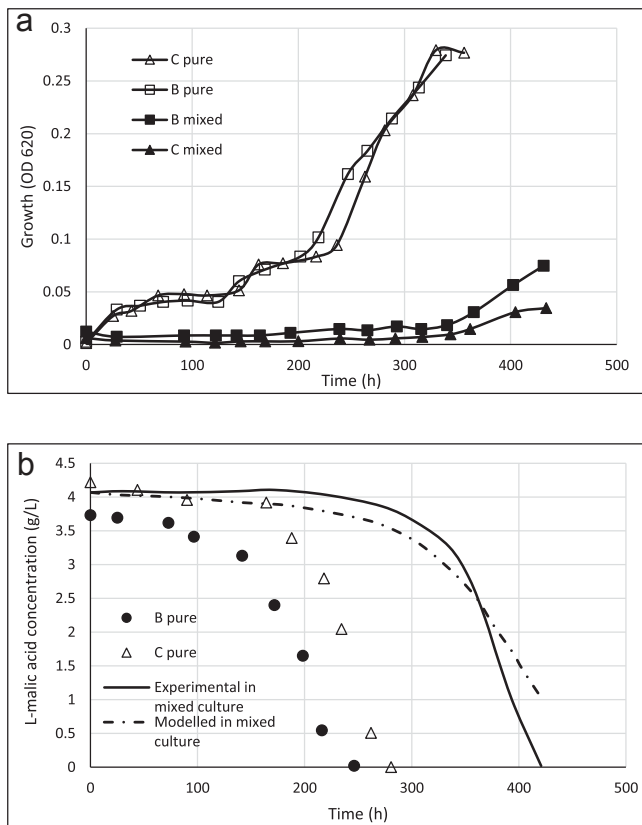 a
0.3
0.25
0.2
0.15
0.1
0.05
0
Growth (OD 620)
C pure
B pure
B mixed
C mixed
0 100 200 300 400 500
Time (h)
b
4.5
4
3.5
3
2.5
2
1.5
1
0.5
0
L-malic acid concentration (g/L)
B pure
C pure
Experimental in
mixed culture
Modelled in mixed
culture
0 100 200 300 400 500
Time (h)